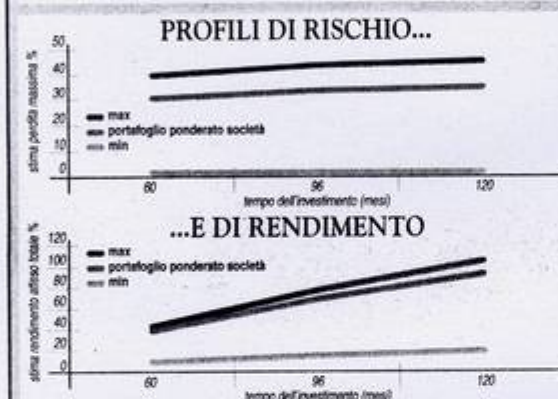 PROFILI DI RISCHIO...
stima perdita massima %
50
40
30
20
10
0
max
portafoglio ponderato società
min
60
96
120
tempo dell'investimento (mesi)
...E DI RENDIMENTO
stima rendimento atteso totale %
120
100
80
60
40
20
0
max
portafoglio ponderato società
min
60
96
120
tempo dell'investimento (mesi)